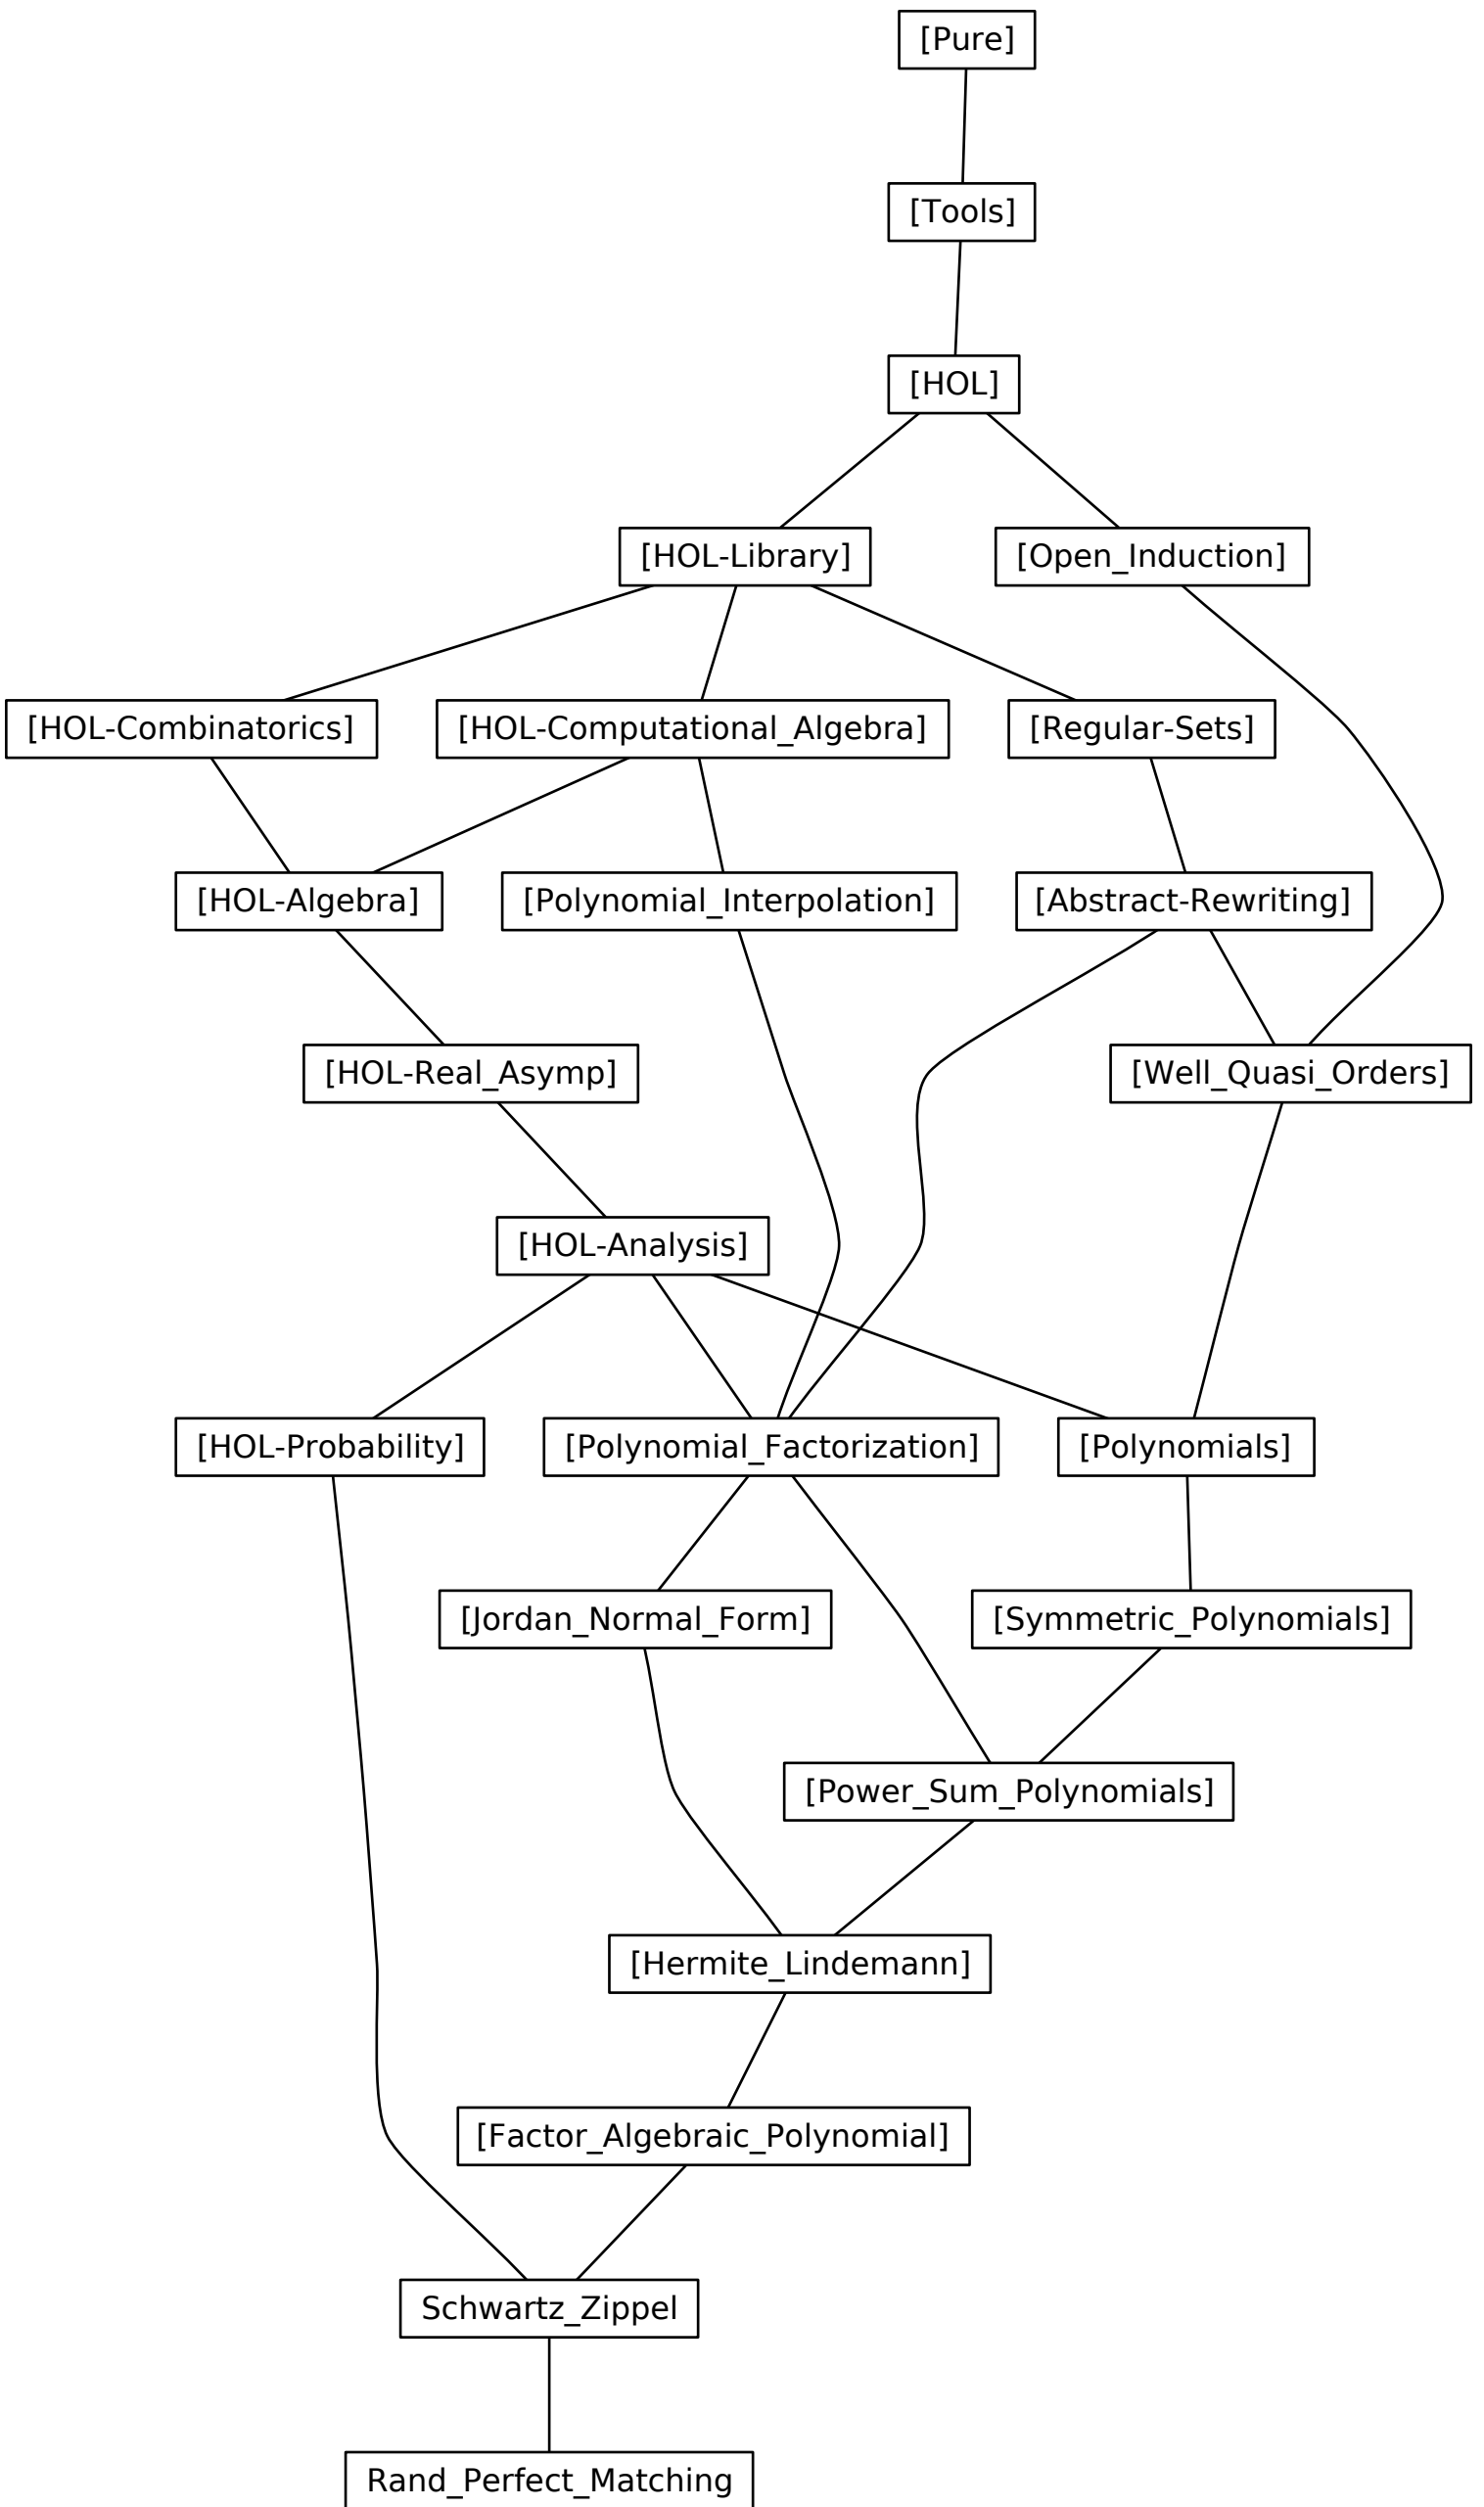 [Pure]
[Tools]
[HOL]
[HOL-Library]
[Open_Induction]
[HOL-Combinatorics]
[HOL-Computational_Algebra]
[Regular-Sets]
[HOL-Algebra]
[Polynomial_Interpolation]
[Abstract-Rewriting]
[HOL-Real_Asymp]
[Well_Quasi_Orders]
[HOL-Analysis]
[HOL-Probability]
[Polynomial_Factorization]
[Polynomials]
[Jordan_Normal_Form]
[Symmetric_Polynomials]
[Power_Sum_Polynomials]
[Hermite_Lindemann]
[Factor_Algebraic_Polynomial]
Schwartz_Zippel
Rand_Perfect_Matching